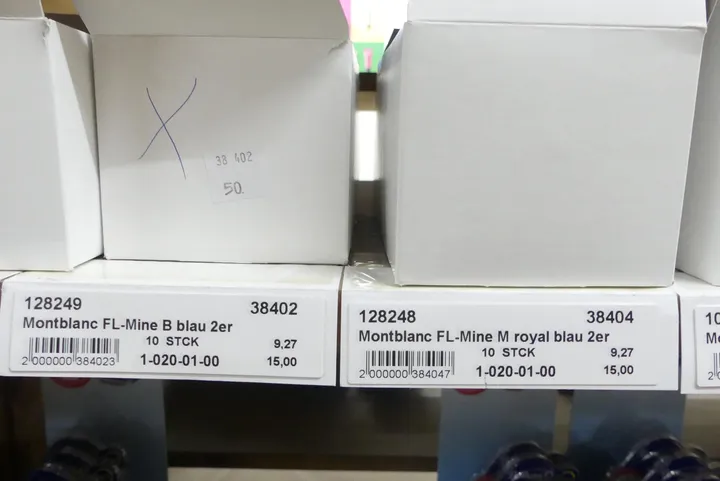 X
38 402
50.
128249 38402
Montblanc FL-Mine B blau 2er
10 STCK 9,27
1-020-01-00 15,00
2 000000 384023
128248 38404
Montblanc FL-Mine M royal blau 2er
10 STCK 9,27
1-020-01-00 15,00
2 000000 384047
10